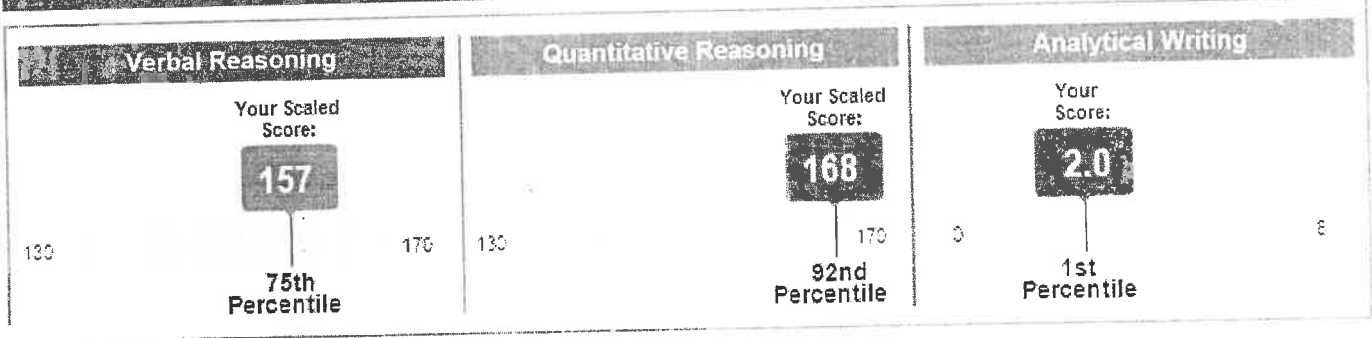 Verbal Reasoning
Your Scaled
Score:
157
130
170
75th
Percentile
Quantitative Reasoning
Your Scaled
Score:
168
130
170
92nd
Percentile
Analytical Writing
Your
Score:
2.0
0
6
1st
Percentile